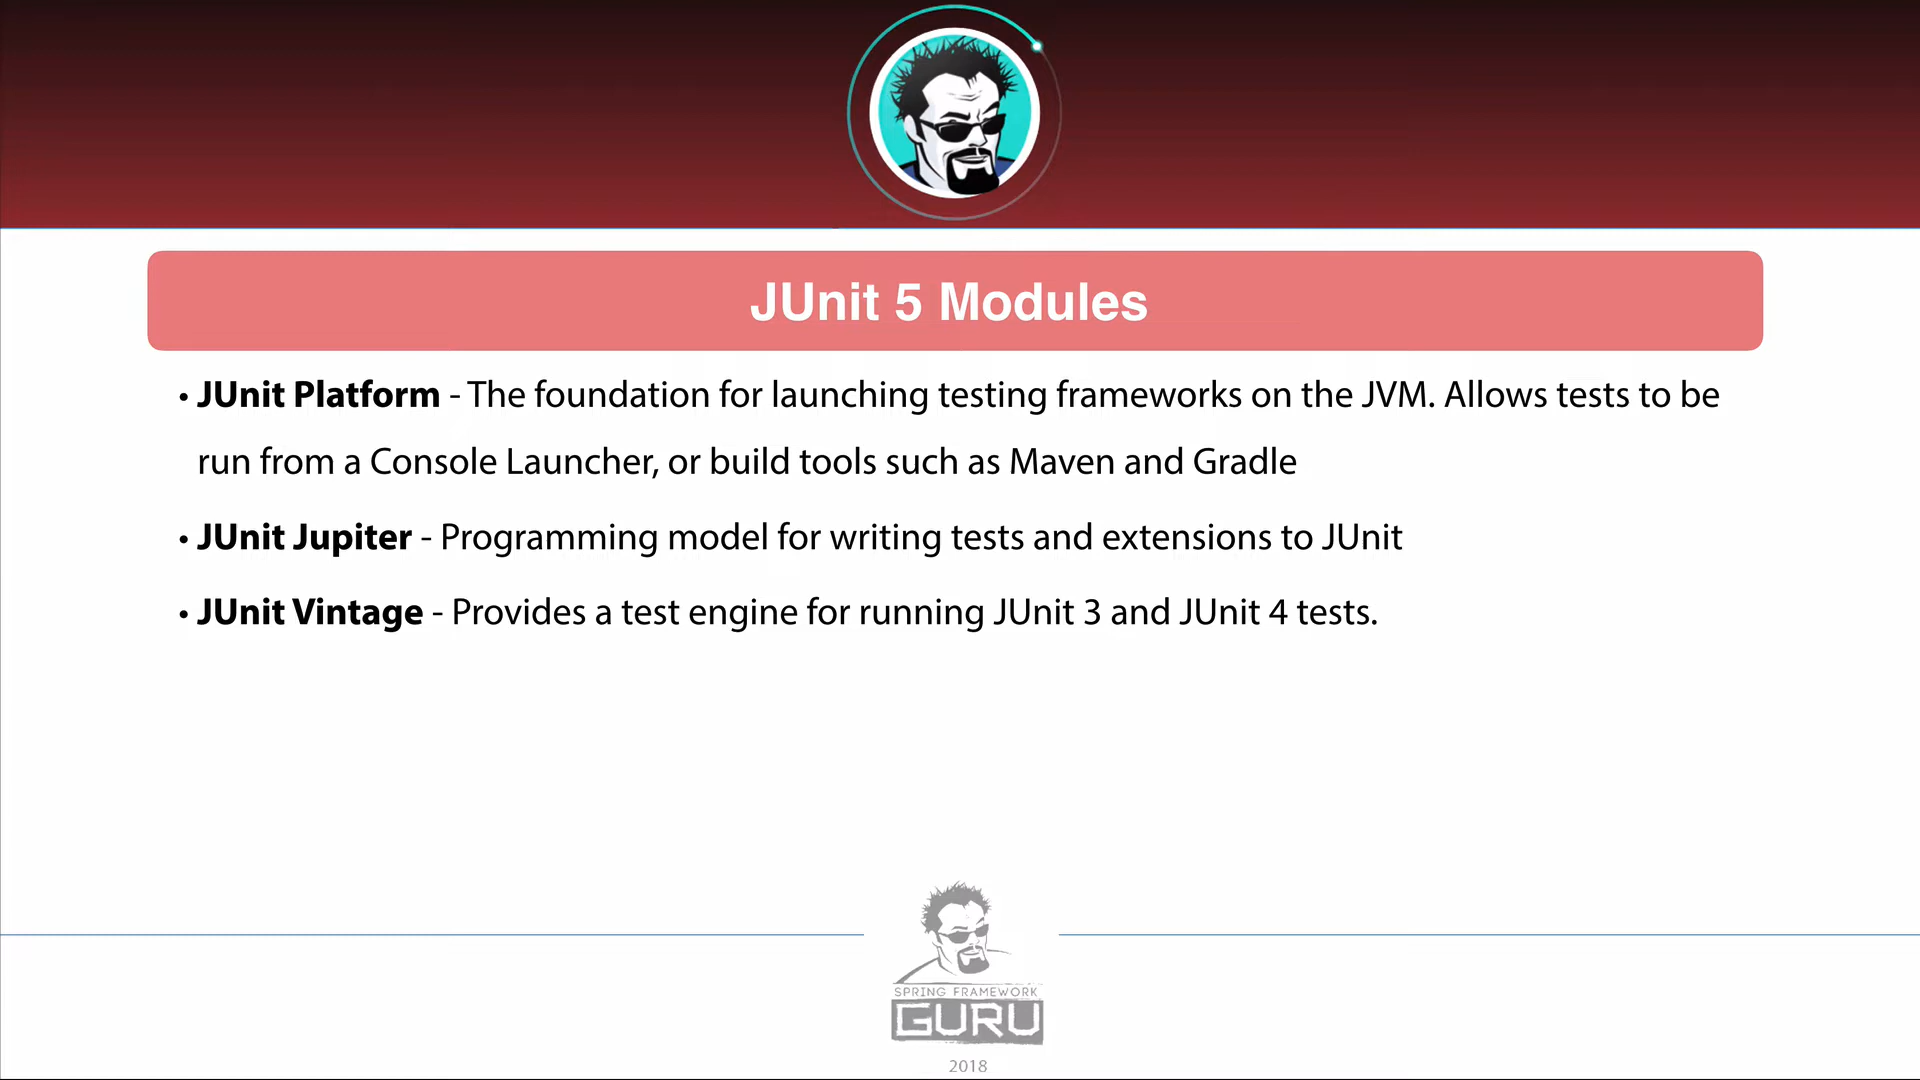 JUnit 5 Modules
• JUnit Platform - The foundation for launching testing frameworks on the JVM. Allows tests to be
run from a Console Launcher, or build tools such as Maven and Gradle
• JUnit Jupiter - Programming model for writing tests and extensions to JUnit
• JUnit Vintage - Provides a test engine for running JUnit 3 and JUnit 4 tests.
SPRING FRAMEWORK
GURU
2018